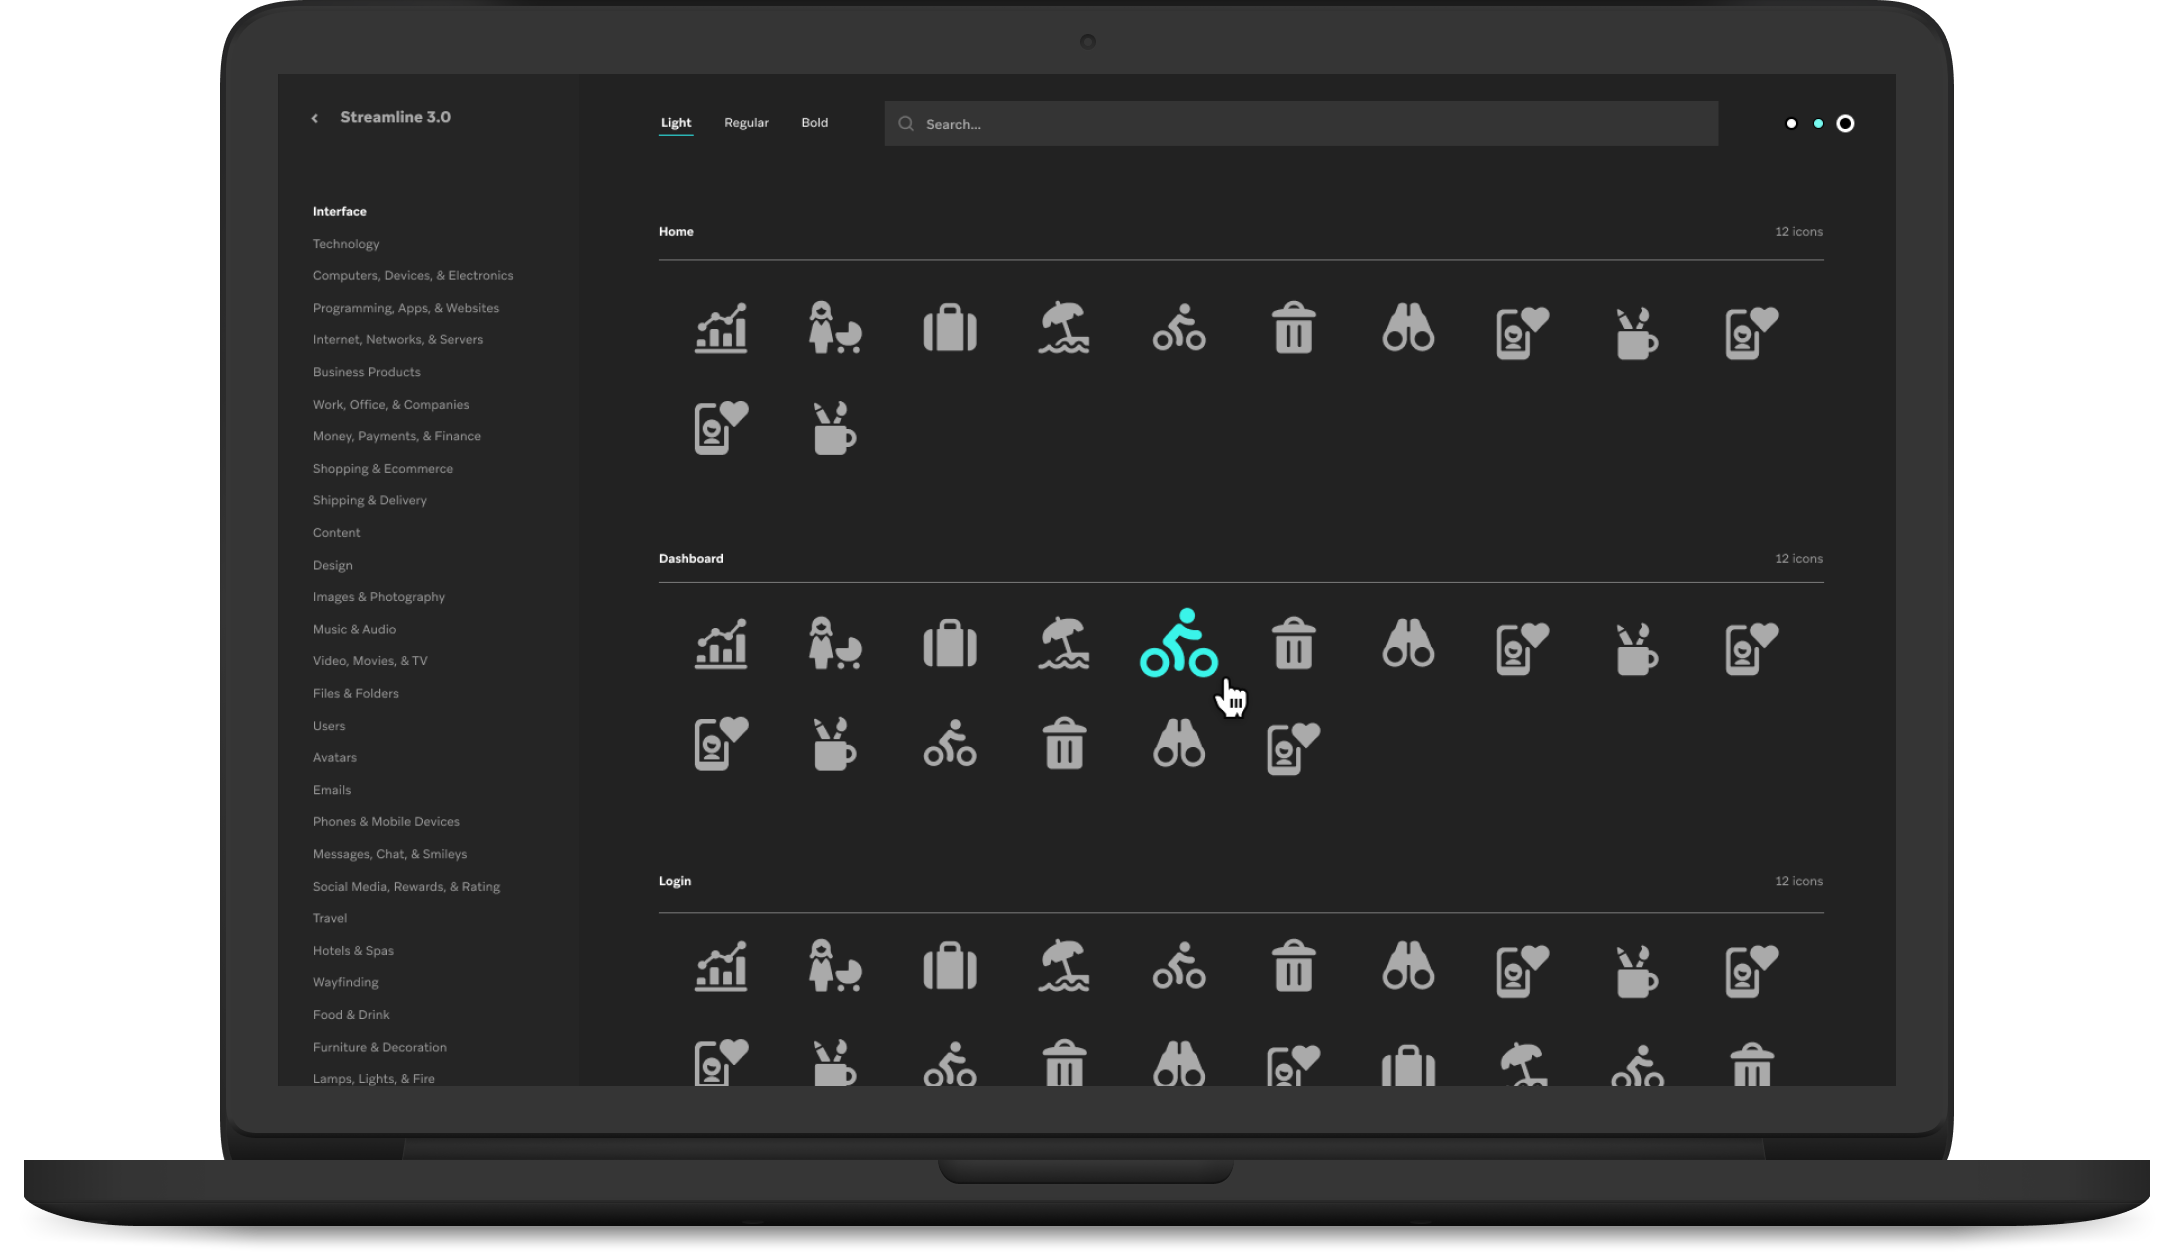 Streamline 3.0
Interface
Technology
Computers, Devices, & Electronics
Programming, Apps, & Websites
Internet, Networks, & Servers
Business Products
Work, Office, & Companies
Money, Payments, & Finance
Shopping & Ecommerce
Shipping & Delivery
Content
Design
Images & Photography
Music & Audio
Video, Movies, & TV
Files & Folders
Users
Avatars
Emails
Phones & Mobile Devices
Messages, Chat, & Smileys
Social Media, Rewards, & Rating
Travel
Hotels & Spas
Wayfinding
Food & Drink
Furniture & Decoration
Lamps, Lights, & Fire
Light Regular Bold Search...
Home 12 icons
Dashboard 12 icons
Login 12 icons